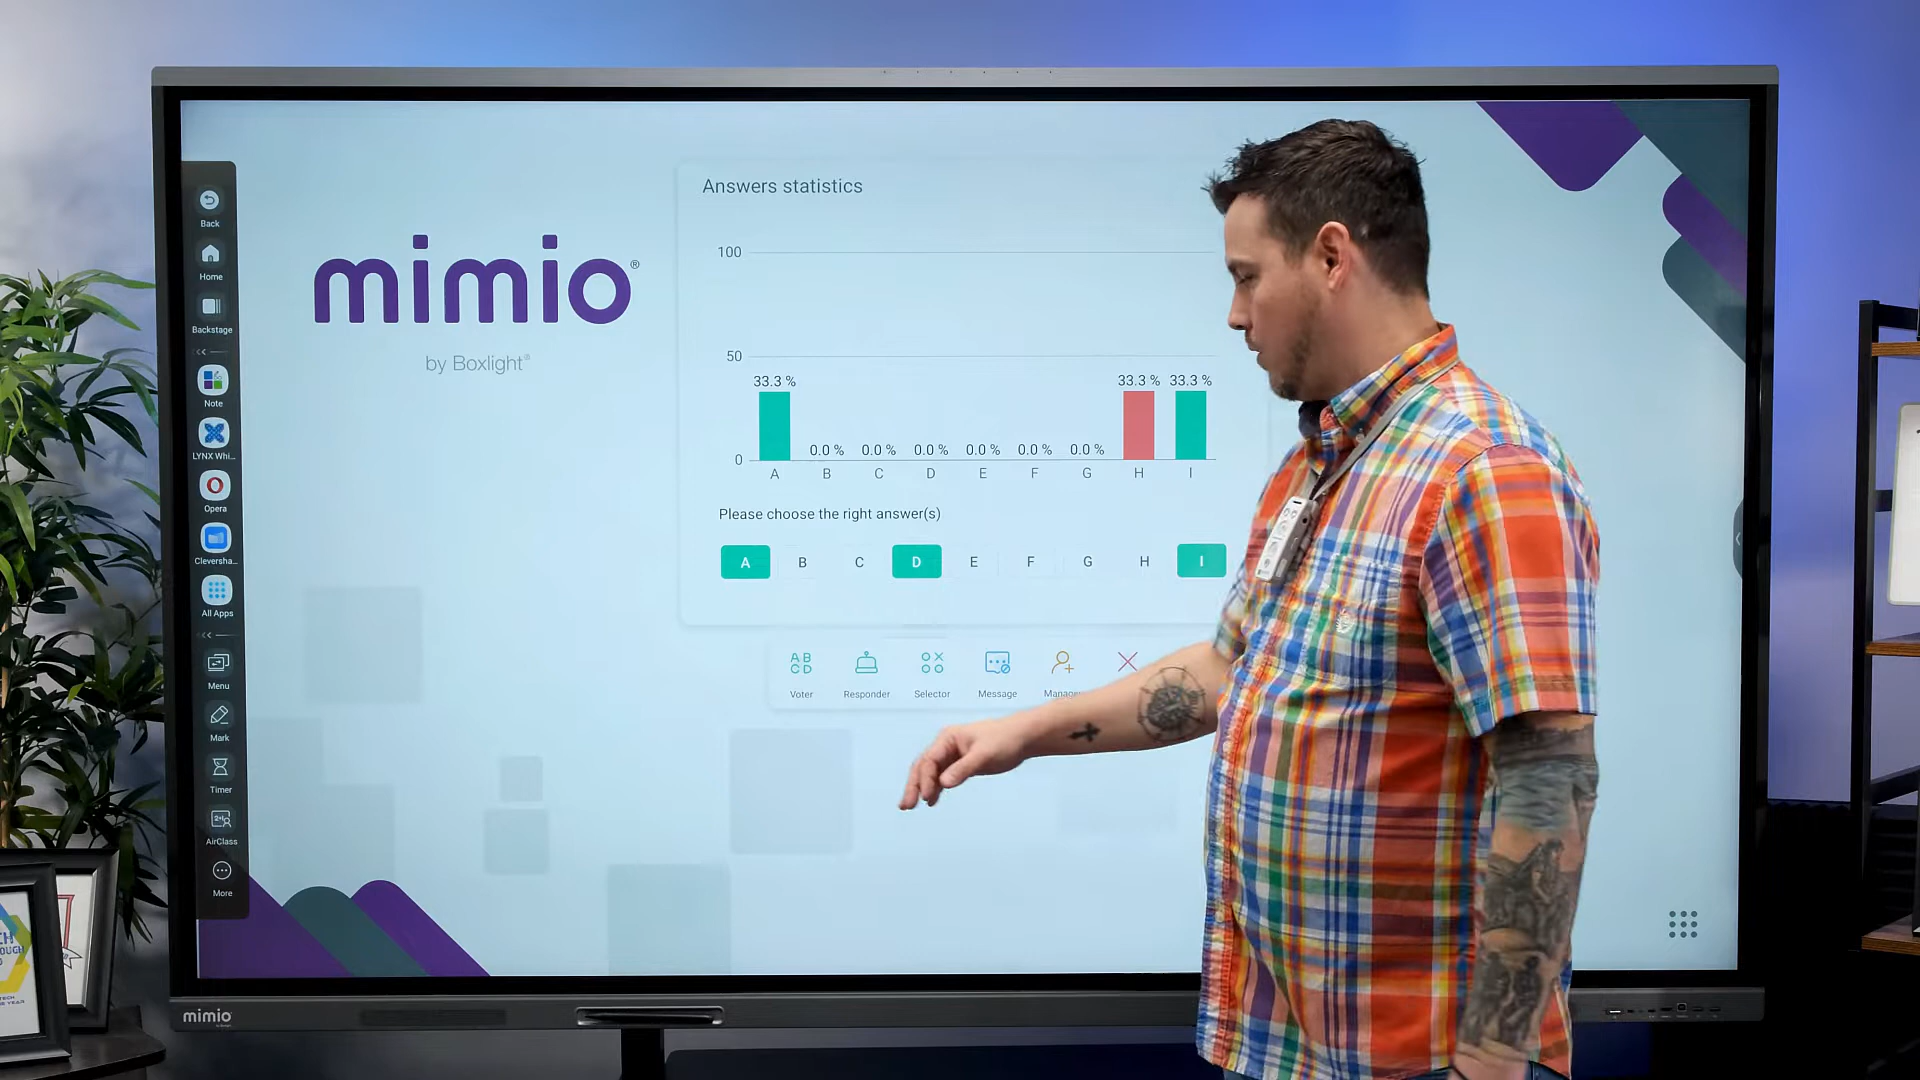 Back
Home
Backstage
Note
LYNX Whi...
Opera
Cleversha...
All Apps
Menu
Mark
Timer
AirClass
More
mimio®
by Boxlight®
Answers statistics
100
50
0
33.3 % 0.0 % 0.0 % 0.0 % 0.0 % 0.0 % 0.0 % 33.3 % 33.3 %
A B C D E F G H I
Please choose the right answer(s)
A B C D E F G H I
A B
C D
Voter Responder Selector Message
mimio